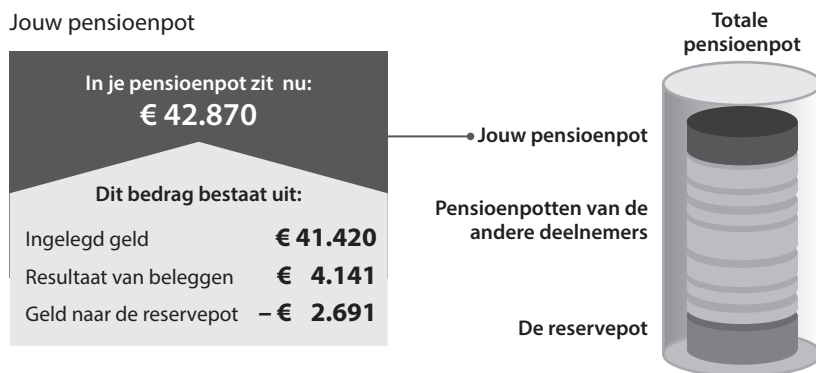 Jouw pensioenpot
In je pensioenpot zit nu:
€ 42.870
Dit bedrag bestaat uit:
Ingelegd geld € 41.420
Resultaat van beleggen € 4.141
Geld naar de reservepot – € 2.691
Totale
pensioenpot
Jouw pensioenpot
Pensioenpotten van de
andere deelnemers
De reservepot